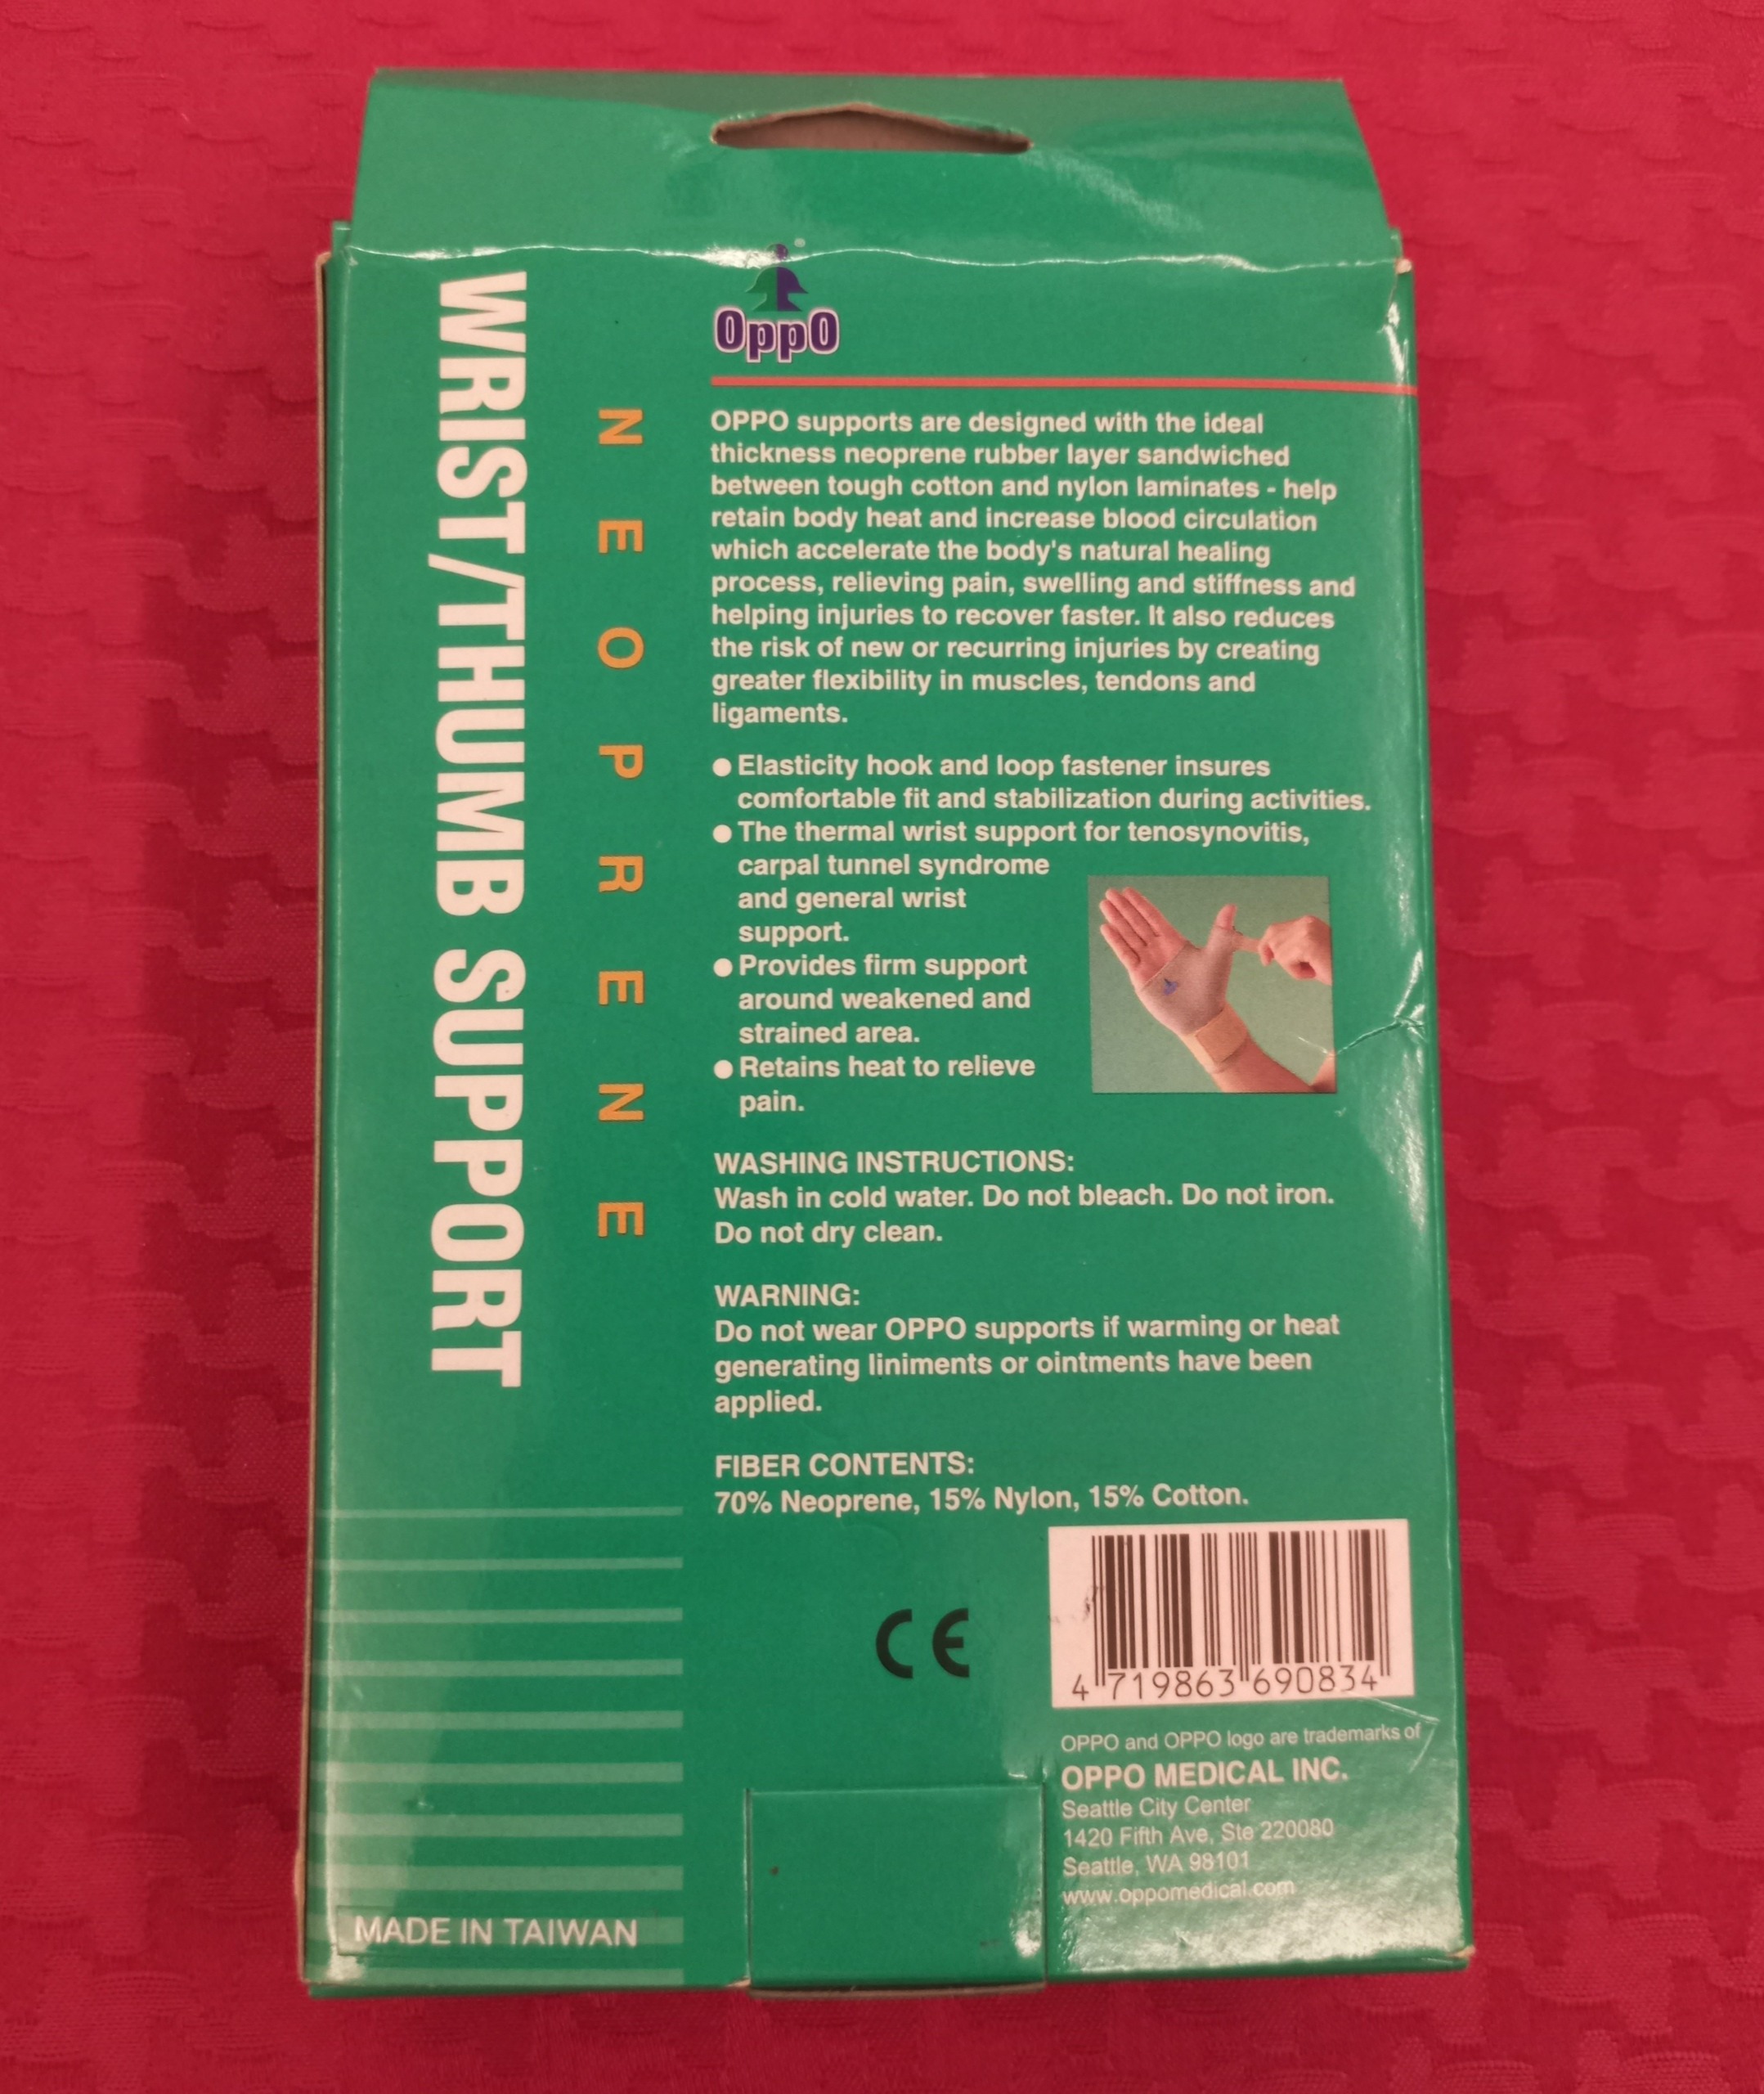 OppO
WRIST/THUMB SUPPORT
NEOPRENE
OPPO supports are designed with the ideal
thickness neoprene rubber layer sandwiched
between tough cotton and nylon laminates - help
retain body heat and increase blood circulation
which accelerate the body's natural healing
process, relieving pain, swelling and stiffness and
helping injuries to recover faster. It also reduces
the risk of new or recurring injuries by creating
greater flexibility in muscles, tendons and
ligaments.
● Elasticity hook and loop fastener insures
comfortable fit and stabilization during activities.
● The thermal wrist support for tenosynovitis,
carpal tunnel syndrome
and general wrist
support.
● Provides firm support
around weakened and
strained area.
● Retains heat to relieve
pain.
WASHING INSTRUCTIONS:
Wash in cold water. Do not bleach. Do not iron.
Do not dry clean.
WARNING:
Do not wear OPPO supports if warming or heat
generating liniments or ointments have been
applied.
FIBER CONTENTS:
70% Neoprene, 15% Nylon, 15% Cotton.
CE
4 719863 690834
OPPO and OPPO logo are trademarks of
OPPO MEDICAL INC.
Seattle City Center
1420 Fifth Ave, Ste 220080
Seattle, WA 98101
www.oppomedical.com
MADE IN TAIWAN